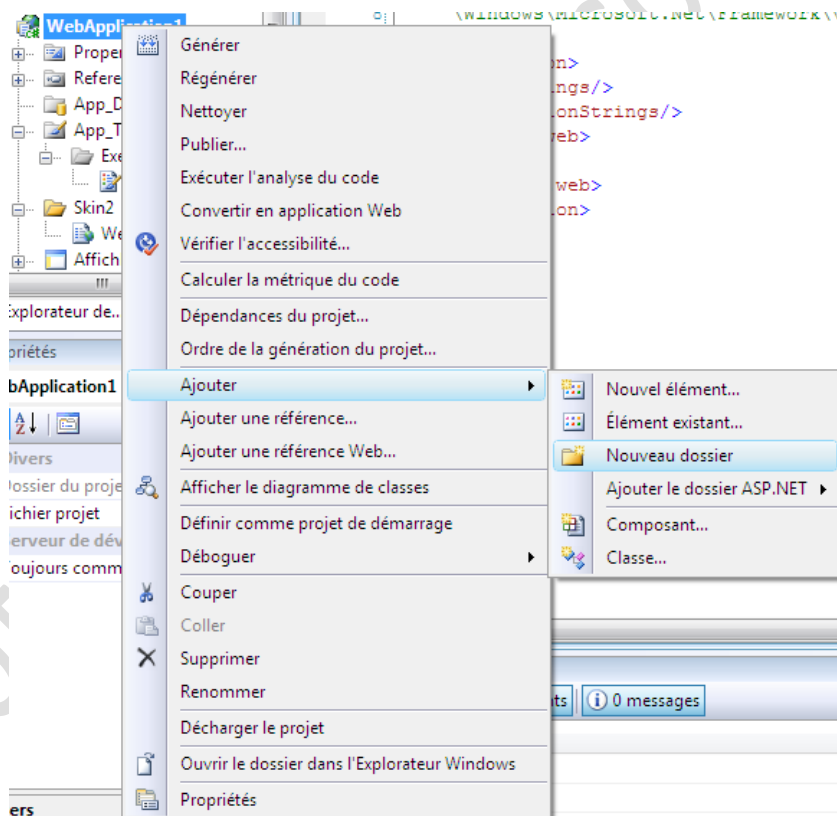 WebApplication1
\Windows\Microsoft.Net\Framework\
Générer
Régénérer
Nettoyer
Publier...
Exécuter l'analyse du code
Convertir en application Web
Vérifier l'accessibilité...
Calculer la métrique du code
Dépendances du projet...
Ordre de la génération du projet...
Ajouter
Ajouter une référence...
Ajouter une référence Web...
Afficher le diagramme de classes
Définir comme projet de démarrage
Déboguer
Couper
Coller
Supprimer
Renommer
Décharger le projet
Ouvrir le dossier dans l'Explorateur Windows
Propriétés
Nouvel élément...
Élément existant...
Nouveau dossier
Ajouter le dossier ASP.NET
Composant...
Classe...
Proper
Refere
App_D
App_T
Exe
Skin2
We
Affich
xplorateur de...
priétés
bApplication1
Divers
Dossier du proje
ichier projet
erveur de dév
oujours comm
ers
on>
ngs/>
onStrings/>
web>
web>
on>
ts
0 messages